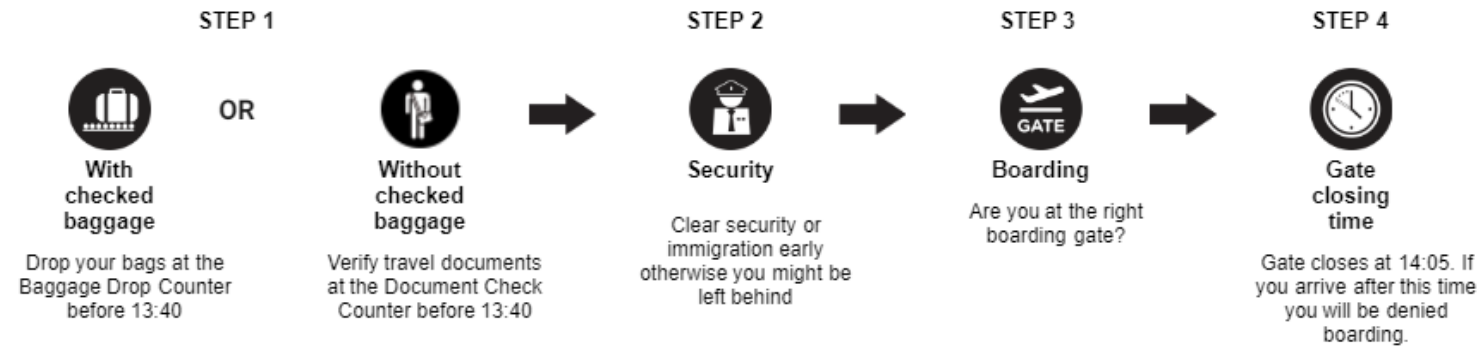 STEP 1
STEP 2
STEP 3
STEP 4
OR
GATE
With
checked
baggage
Drop your bags at the
Baggage Drop Counter
before 13:40
Without
checked
baggage
Verify travel documents
at the Document Check
Counter before 13:40
Security
Clear security or
immigration early
otherwise you might be
left behind
Boarding
Are you at the right
boarding gate?
Gate
closing
time
Gate closes at 14:05. If
you arrive after this time
you will be denied
boarding.